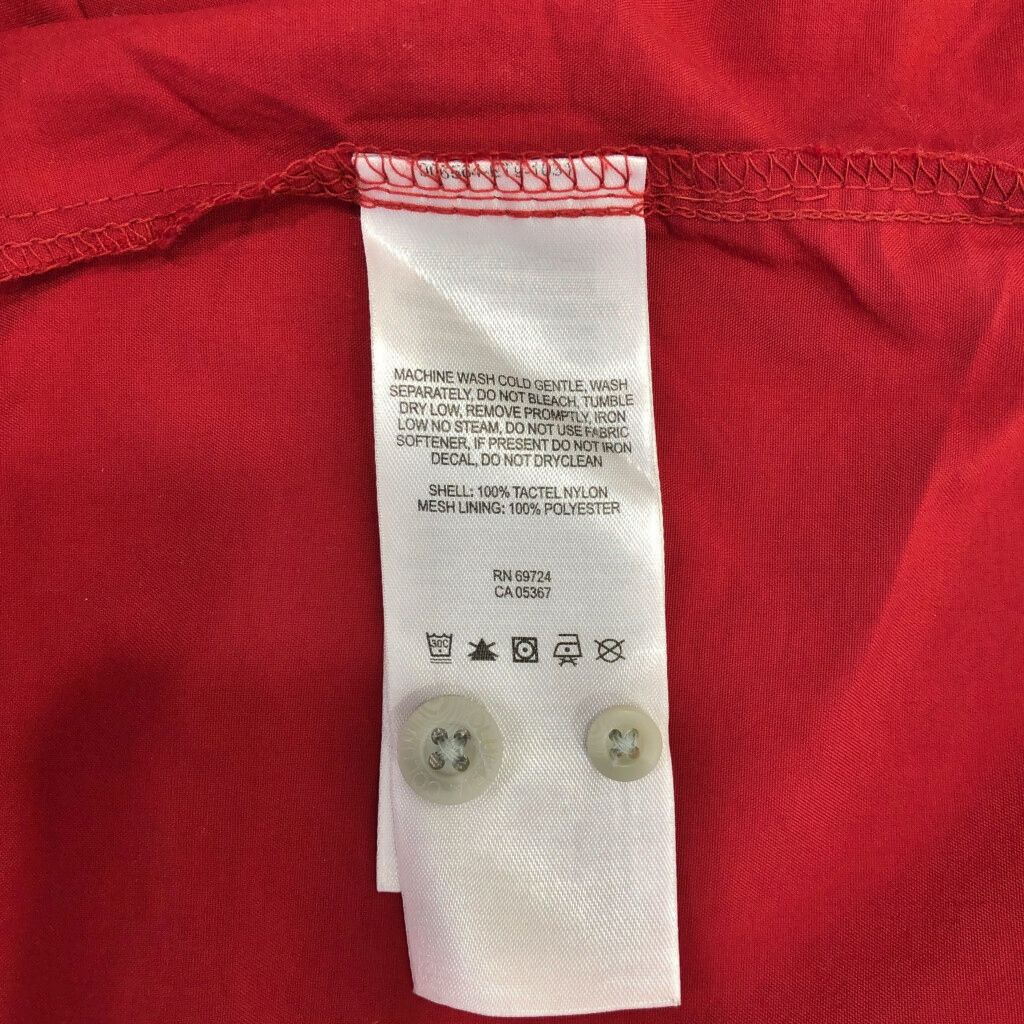 MACHINE WASH COLD GENTLE, WASH
SEPARATELY, DO NOT BLEACH, TUMBLE
DRY LOW, REMOVE PROMPTLY, IRON
LOW NO STEAM, DO NOT USE FABRIC
SOFTENER, IF PRESENT DO NOT IRON
DECAL, DO NOT DRYCLEAN
SHELL: 100% TACTEL NYLON
MESH LINING: 100% POLYESTER
RN 69724
CA 05367
30C